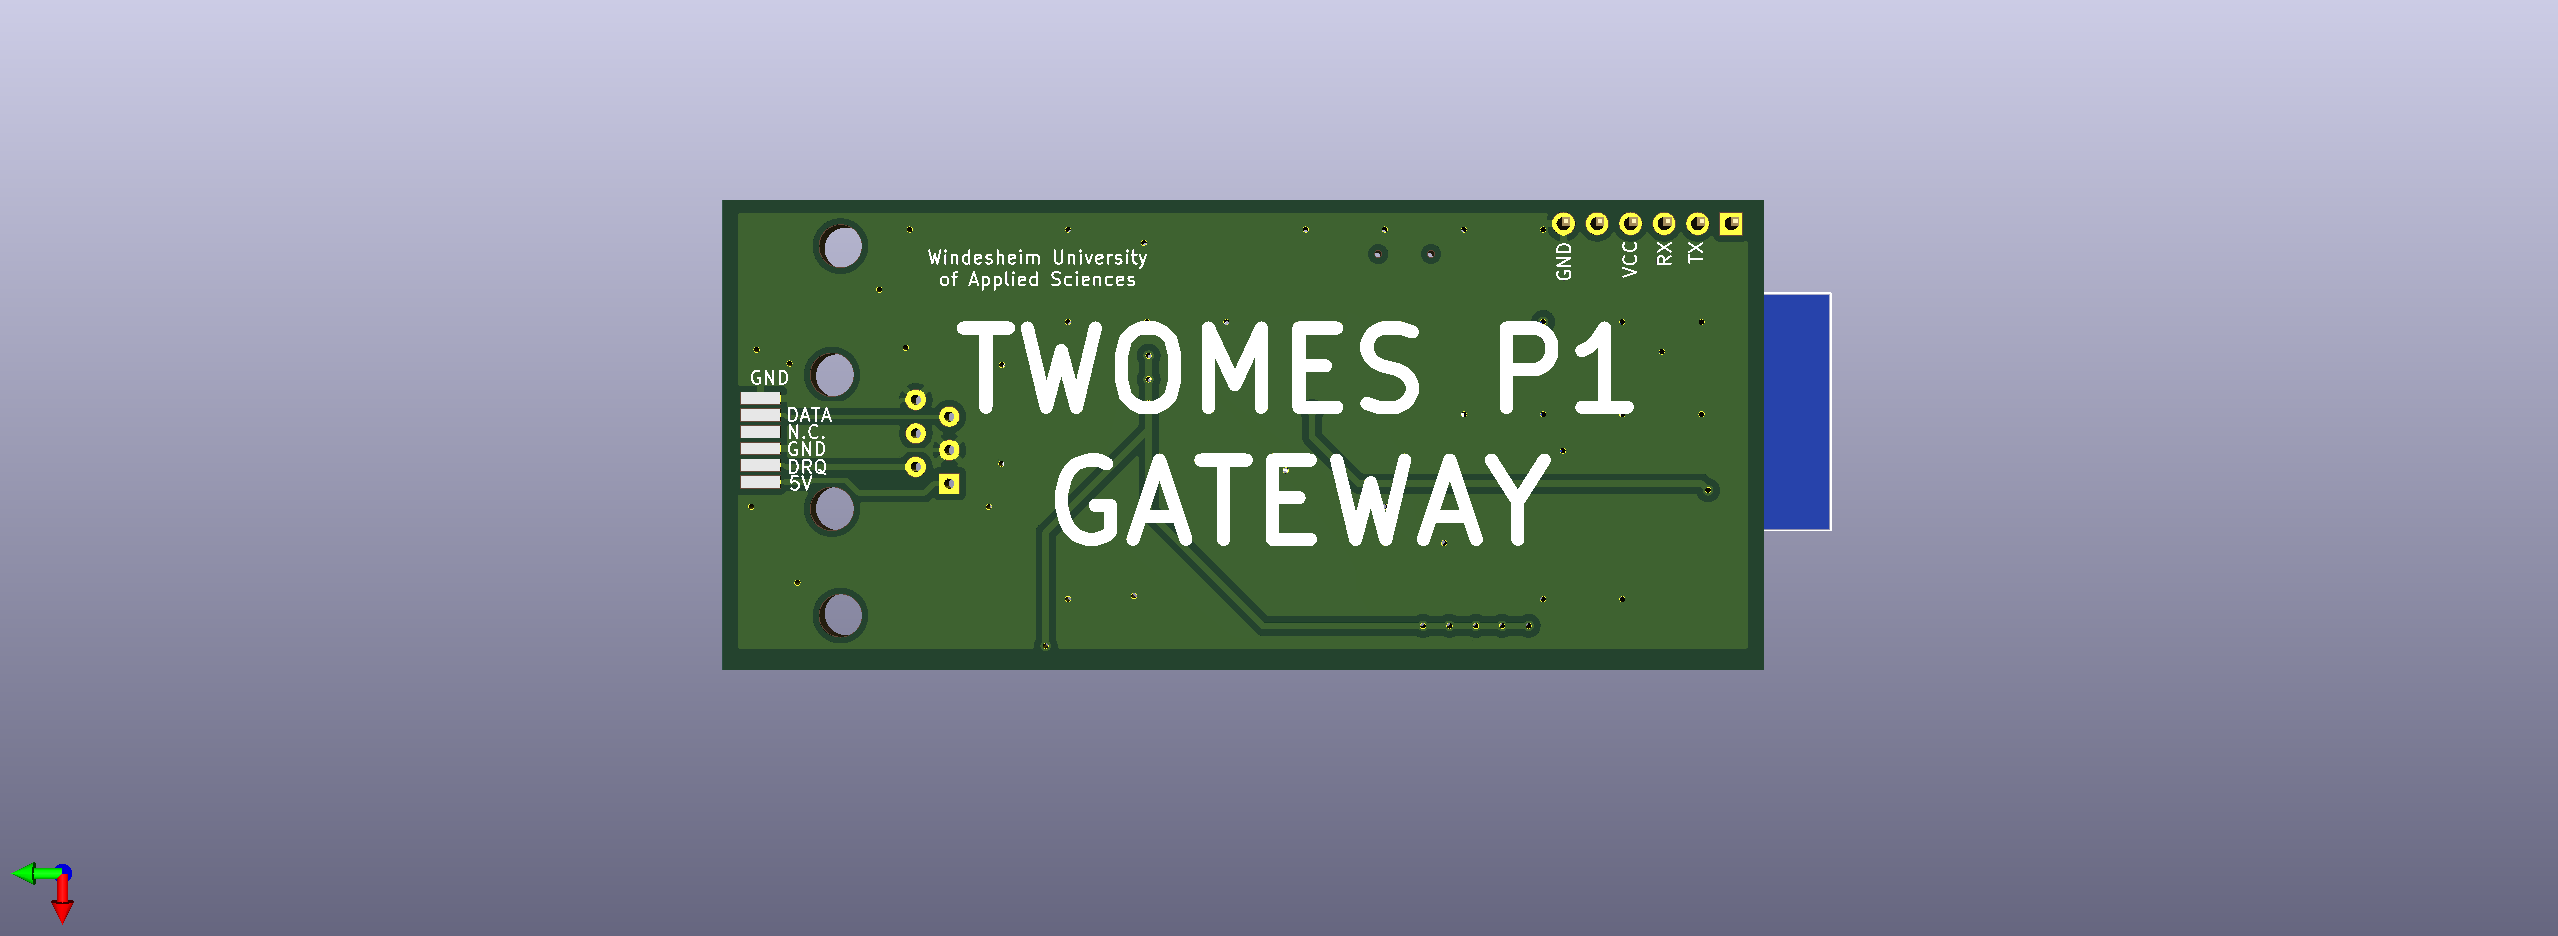 Windesheim University
of Applied Sciences
GND
VCC
RX
TX
TWOMES P1
GATEWAY
GND
DATA
N.C.
GND
DRQ
5V